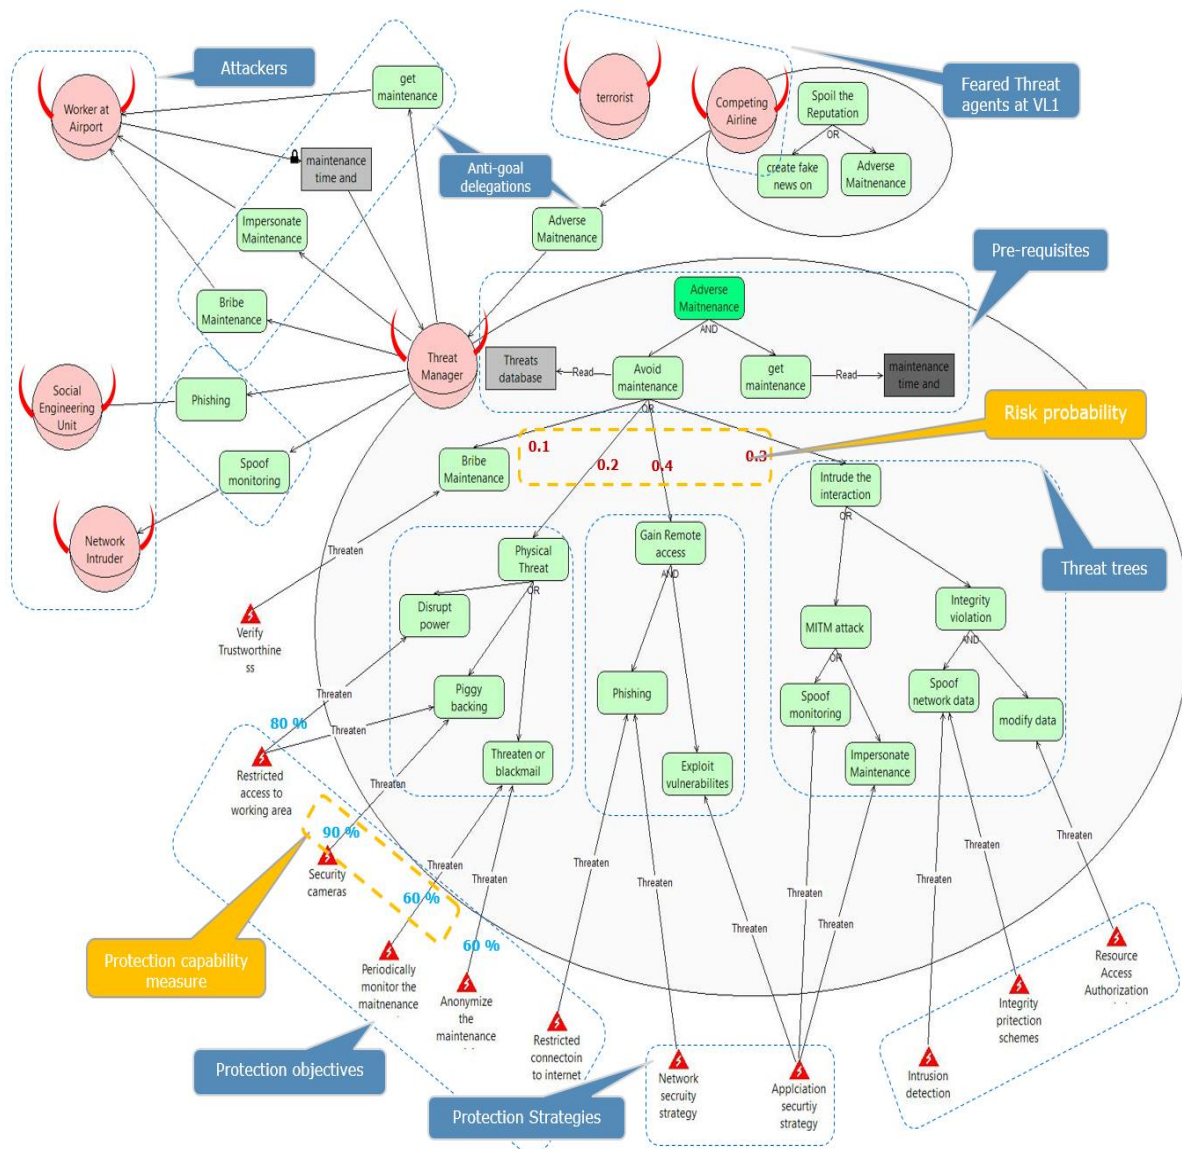 Attackers
Feared Threat
agents at VL1
Worker at
Airport
get
maintenance
terrorist
Competing
Airline
Spoil the
Reputation
OR
create fake
news on
Adverse
Maitnenance
maintenance
time and
Anti-goal
delegations
Impersonate
Maintenance
Adverse
Maitnenance
Pre-requisites
Bribe
Maintenance
Adverse
Maitnenance
AND
Threat
Manager
Threats
database
Read
Avoid
maintenance
OR
get
maintenance
Read
maintenance
time and
Social
Engineering
Unit
Phishing
Risk probability
0.1
0.2
0.4
0.3
Spoof
monitoring
Bribe
Maintenance
Intrude the
interaction
OR
Network
Intruder
Threaten
Physical
Threat
OR
Gain Remote
access
AND
Threat trees
Disrupt
power
MITM attack
OR
Integrity
violation
AND
Verify
Trustworthine
ss
Threaten
Piggy
backing
Phishing
Spoof
monitoring
Spoof
network data
modify data
80 %
Threaten
Threaten or
blackmail
Exploit
vulnerabilites
Impersonate
Maintenance
Restricted
access to
working area
Threaten
90 %
Security
cameras
Threaten
Threaten
60 %
60 %
Threaten
Threaten
Threaten
Threaten
Threaten
Threaten
Threaten
Threaten
Protection capability
measure
Periodically
monitor the
maitnenance
Anonymize
the
maintenance
Restricted
connectoin
to internet
Resource
Access
Authorization
Integrity
pritection
schemes
Intrusion
detection
Protection objectives
Network
secruity
strategy
Applciation
securtiy
strategy
Protection Strategies